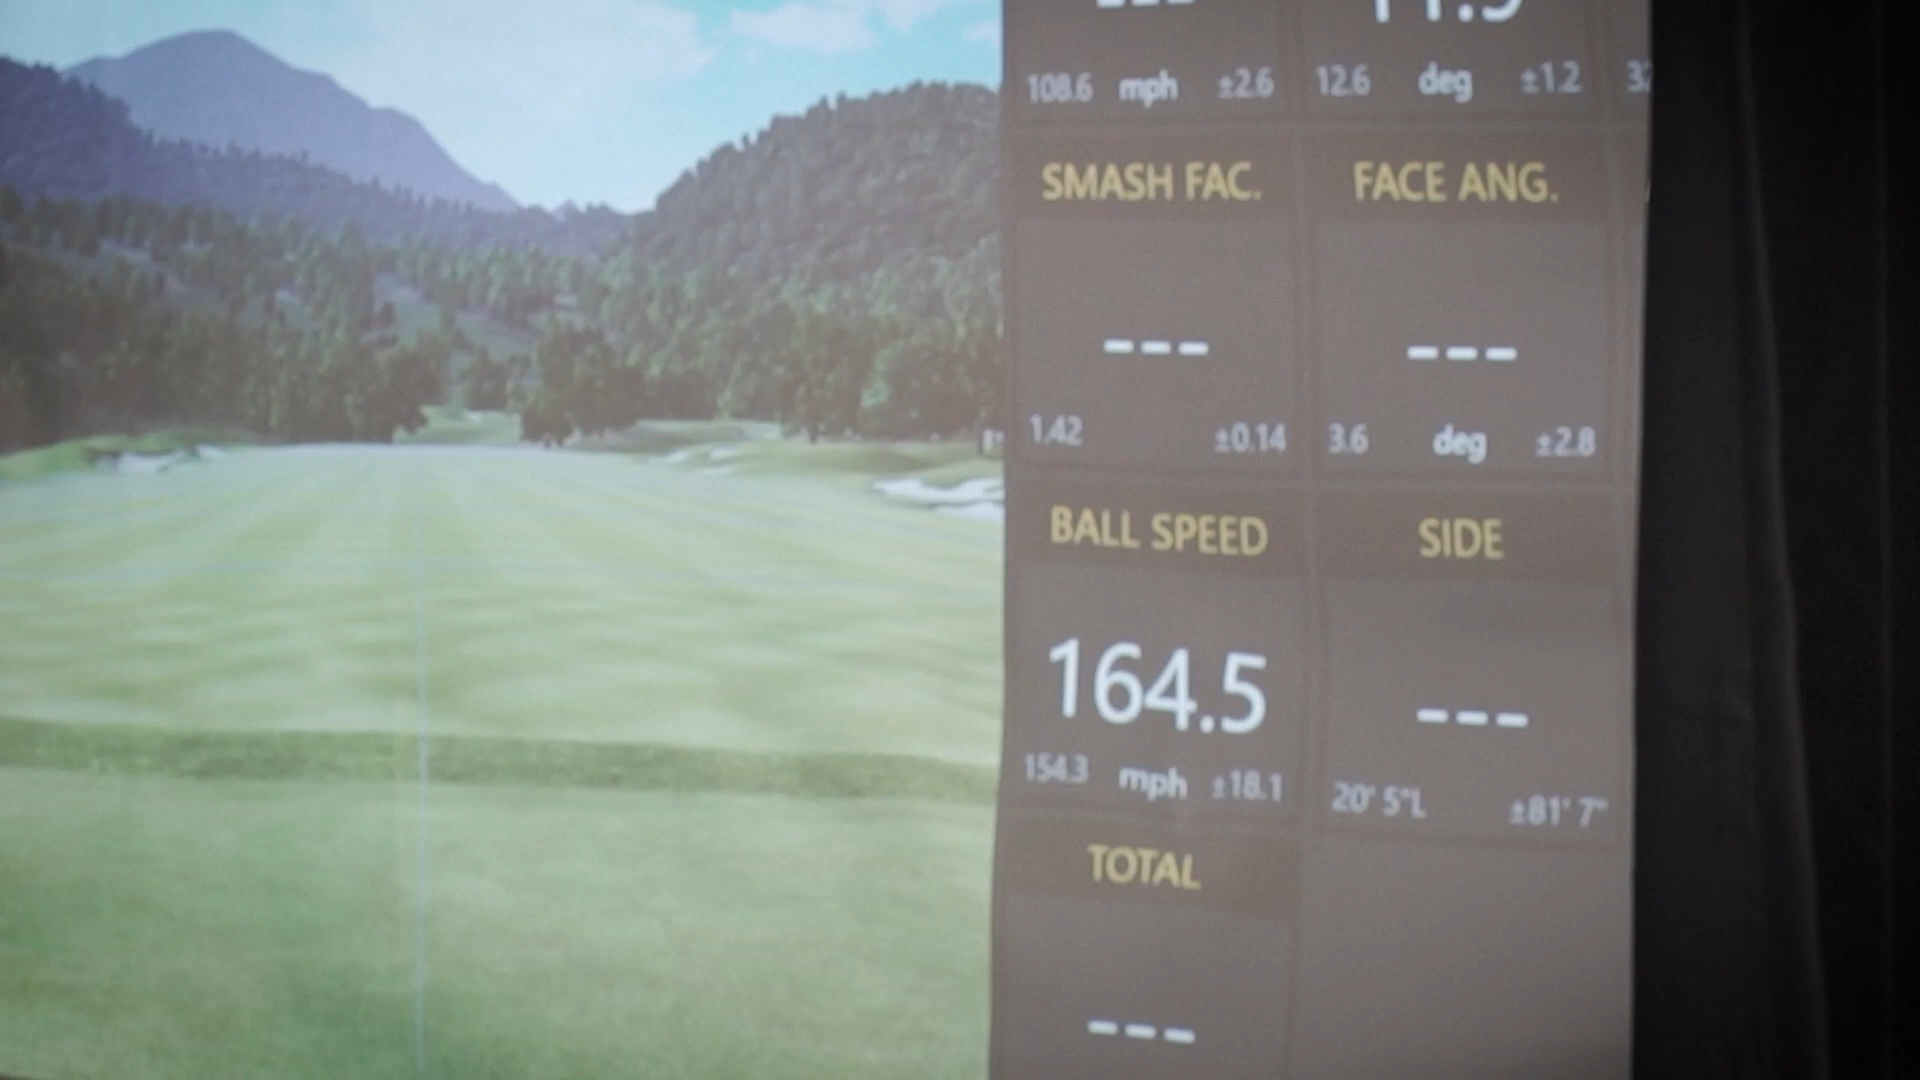 ---
108.6 mph ±2.6 12.6 deg ±1.2
SMASH FAC. FACE ANG.
--- ---
1.42 ±0.14 3.6 deg ±2.8
BALL SPEED SIDE
164.5 ---
154.3 mph ±18.1 20' 5"L ±81' 7"
TOTAL
---